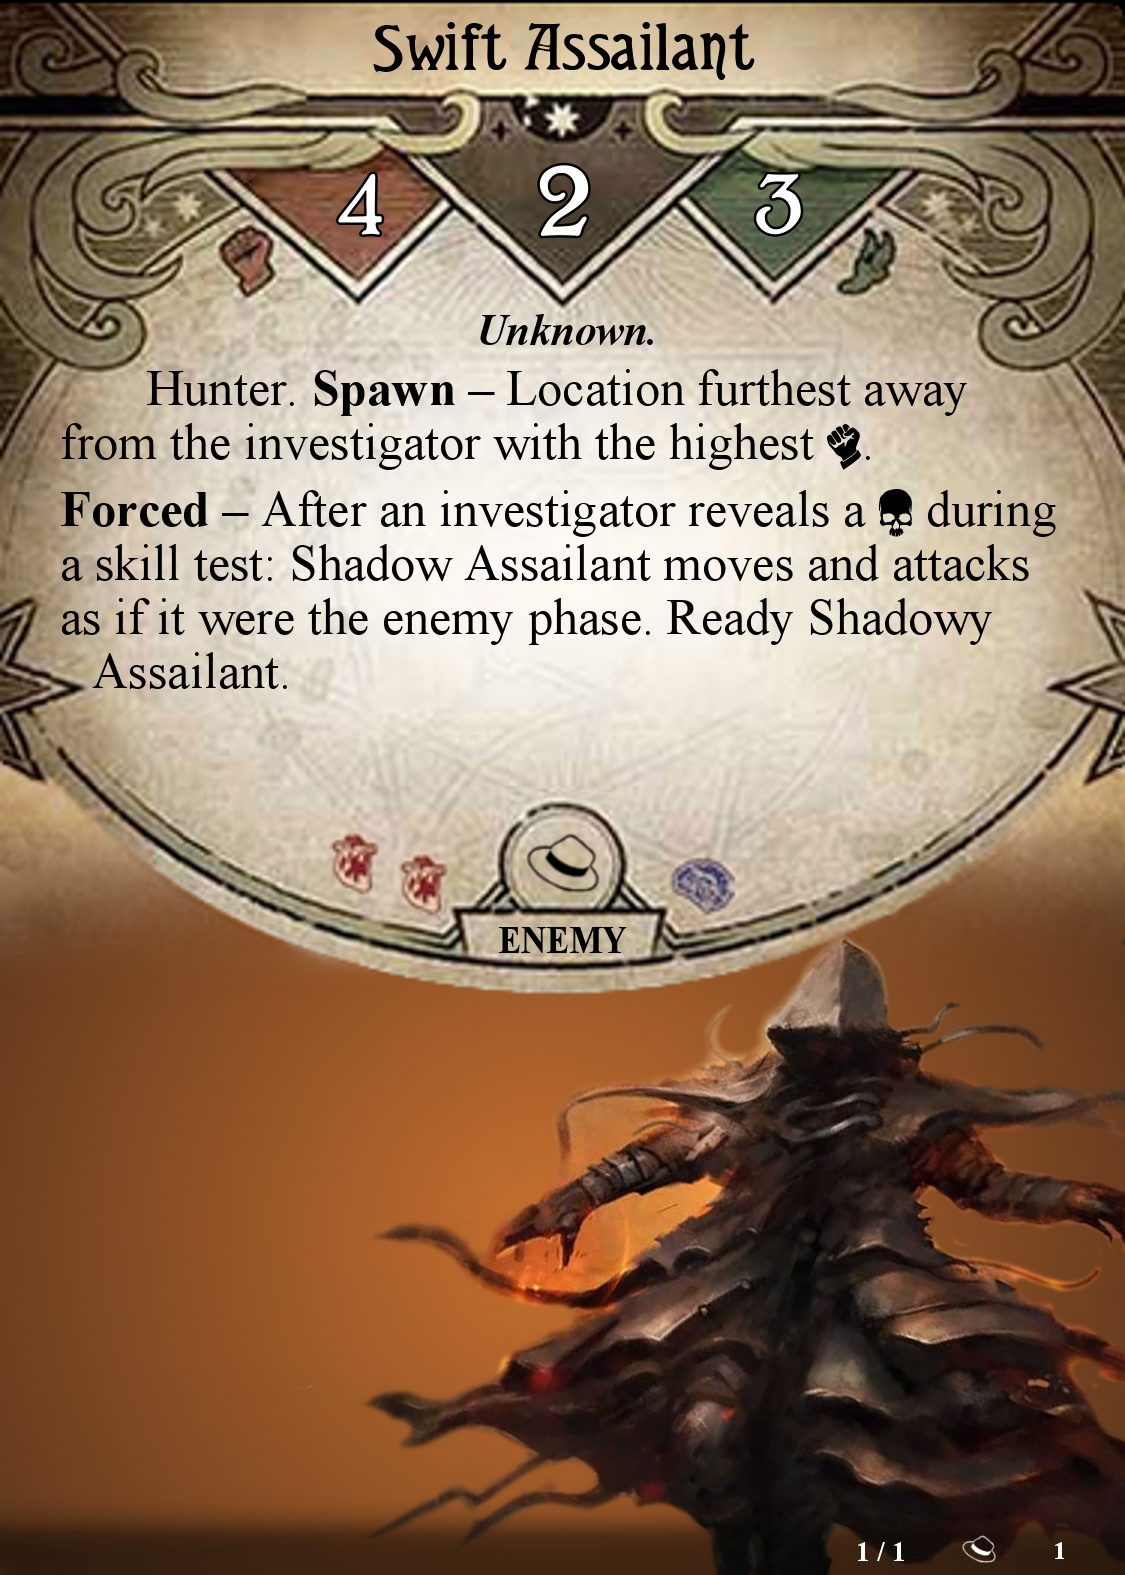 Swift Assailant
4 2 3
Unknown.
Hunter. Spawn – Location furthest away
from the investigator with the highest .
Forced – After an investigator reveals a during
a skill test: Shadow Assailant moves and attacks
as if it were the enemy phase. Ready Shadowy
Assailant.
ENEMY
1 / 1 1